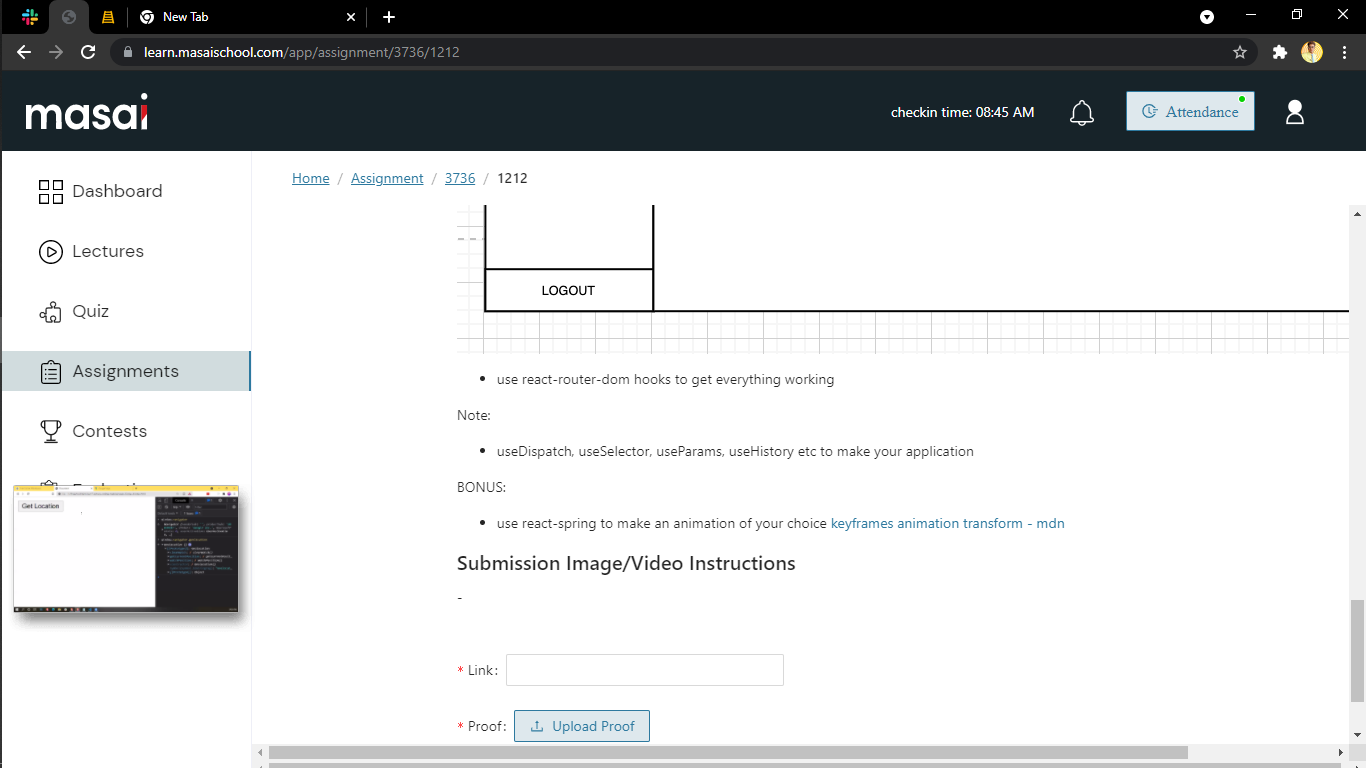 New Tab
learn.masaischool.com/app/assignment/3736/1212
masai
checkin time: 08:45 AM
Attendance
Dashboard
Lectures
Quiz
Assignments
Contests
Get Location
Home / Assignment / 3736 / 1212
LOGOUT
• use react-router-dom hooks to get everything working
Note:
• useDispatch, useSelector, useParams, useHistory etc to make your application
BONUS:
• use react-spring to make an animation of your choice keyframes animation transform - mdn
Submission Image/Video Instructions
-
* Link:
* Proof: Upload Proof